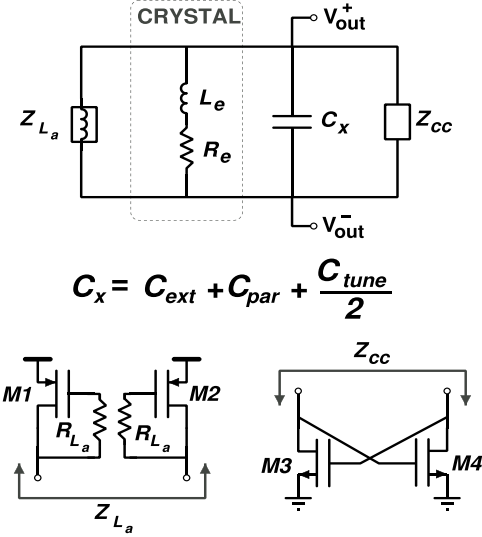 CRYSTAL
V+out
Z La
Le
Re
Cx
Zcc
V-out
Cx = Cext + Cpar + Ctune / 2
Zcc
M1
M2
RLa
RLa
M3
M4
ZLa